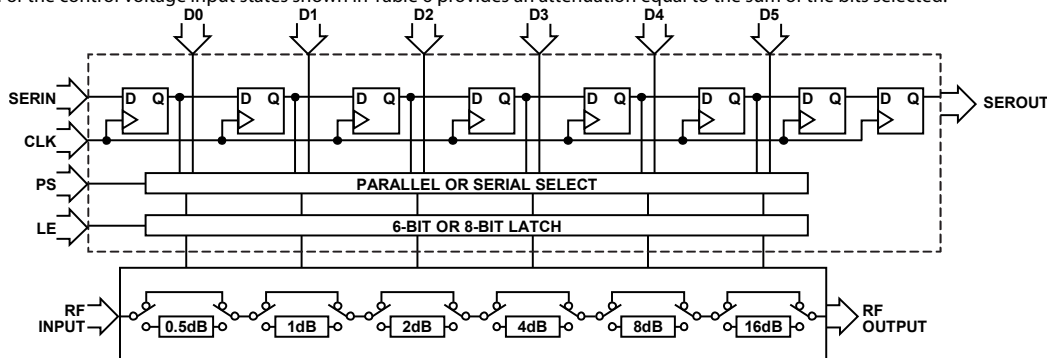 of the control voltage input states shown in Table 6 provides an attenuation equal to the sum of the bits selected.
D0 D1 D2 D3 D4 D5
SERIN
D Q D Q D Q D Q D Q D Q D Q D Q
SEROUT
CLK
PS
PARALLEL OR SERIAL SELECT
LE
6-BIT OR 8-BIT LATCH
RF
INPUT
0.5dB 1dB 2dB 4dB 8dB 16dB
RF
OUTPUT